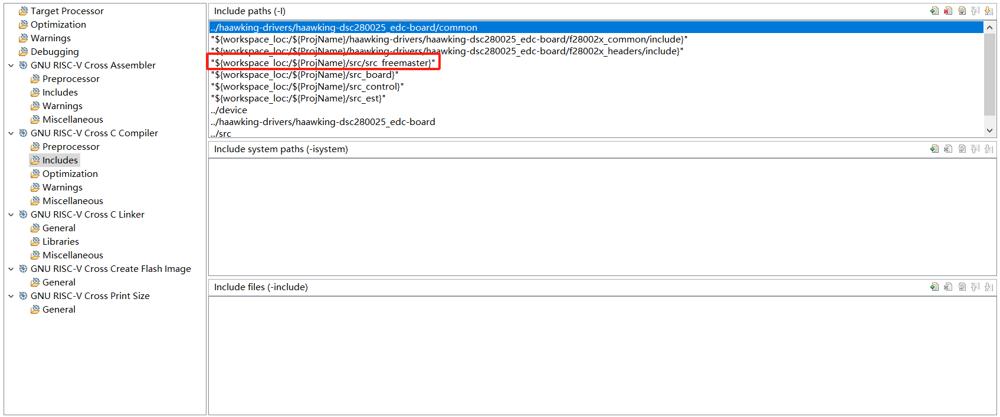 Target Processor
Optimization
Warnings
Debugging
GNU RISC-V Cross Assembler
Preprocessor
Includes
Warnings
Miscellaneous
GNU RISC-V Cross C Compiler
Preprocessor
Includes
Optimization
Warnings
Miscellaneous
GNU RISC-V Cross C Linker
General
Libraries
Miscellaneous
GNU RISC-V Cross Create Flash Image
General
GNU RISC-V Cross Print Size
General
Include paths (-I)
../haawking-drivers/haawking-dsc280025_edc-board/common
"${workspace_loc:/${ProjName}/haawking-drivers/haawking-dsc280025_edc-board/f28002x_common/include}"
"${workspace_loc:/${ProjName}/haawking-drivers/haawking-dsc280025_edc-board/f28002x_headers/include}"
"${workspace_loc:/${ProjName}/src/src_freemaster}"
"${workspace_loc:/${ProjName}/src_board}"
"${workspace_loc:/${ProjName}/src_control}"
"${workspace_loc:/${ProjName}/src_est}"
../device
../haawking-drivers/haawking-dsc280025_edc-board
../src
Include system paths (-isystem)
Include files (-include)